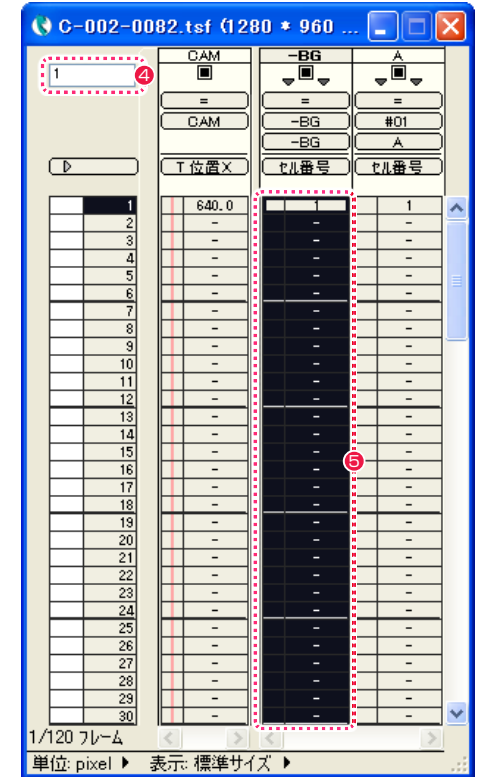 C-002-0082.tsf (1280 * 960 ...
CAM -BG A
1 4
= = =
CAM -BG #01
-BG A
T 位置X セル番号 セル番号
1 640.0 1 1
2 - - -
3 - - -
4 - - -
5 - - -
6 - - -
7 - - -
8 - - -
9 - - -
10 - - -
11 - - -
12 - - -
13 - - -
14 - - -
15 - - -
16 - - - 5
17 - - -
18 - - -
19 - - -
20 - - -
21 - - -
22 - - -
23 - - -
24 - - -
25 - - -
26 - - -
27 - - -
28 - - -
29 - - -
30 - - -
1/120 フレーム
単位: pixel 表示: 標準サイズ